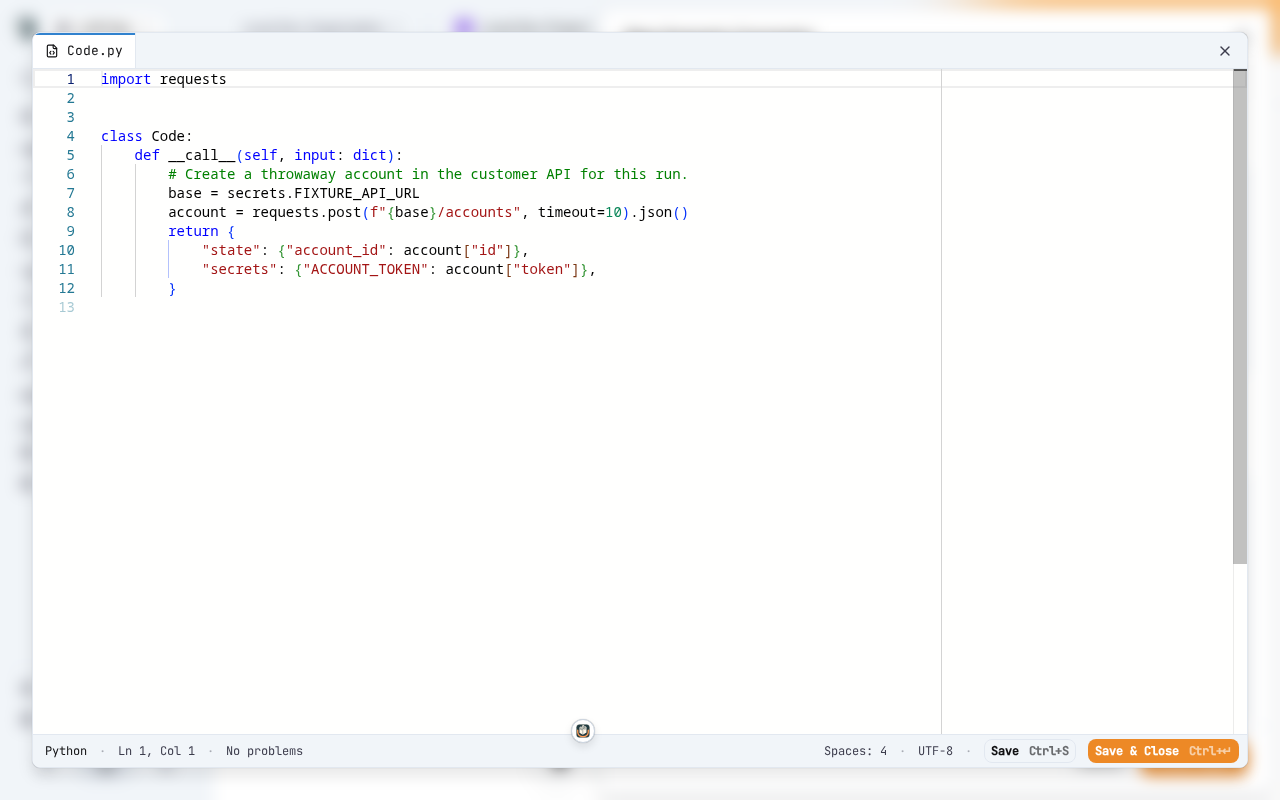 Code.py
1 import requests
2
3
4 class Code:
5     def __call__(self, input: dict):
6         # Create a throwaway account in the customer API for this run.
7         base = secrets.FIXTURE_API_URL
8         account = requests.post(f"{base}/accounts", timeout=10).json()
9         return {
10             "state": {"account_id": account["id"]},
11             "secrets": {"ACCOUNT_TOKEN": account["token"]},
12         }
13
Python · Ln 1, Col 1 · No problems Spaces: 4 · UTF-8 · Save Ctrl+S Save & Close Ctrl+↵